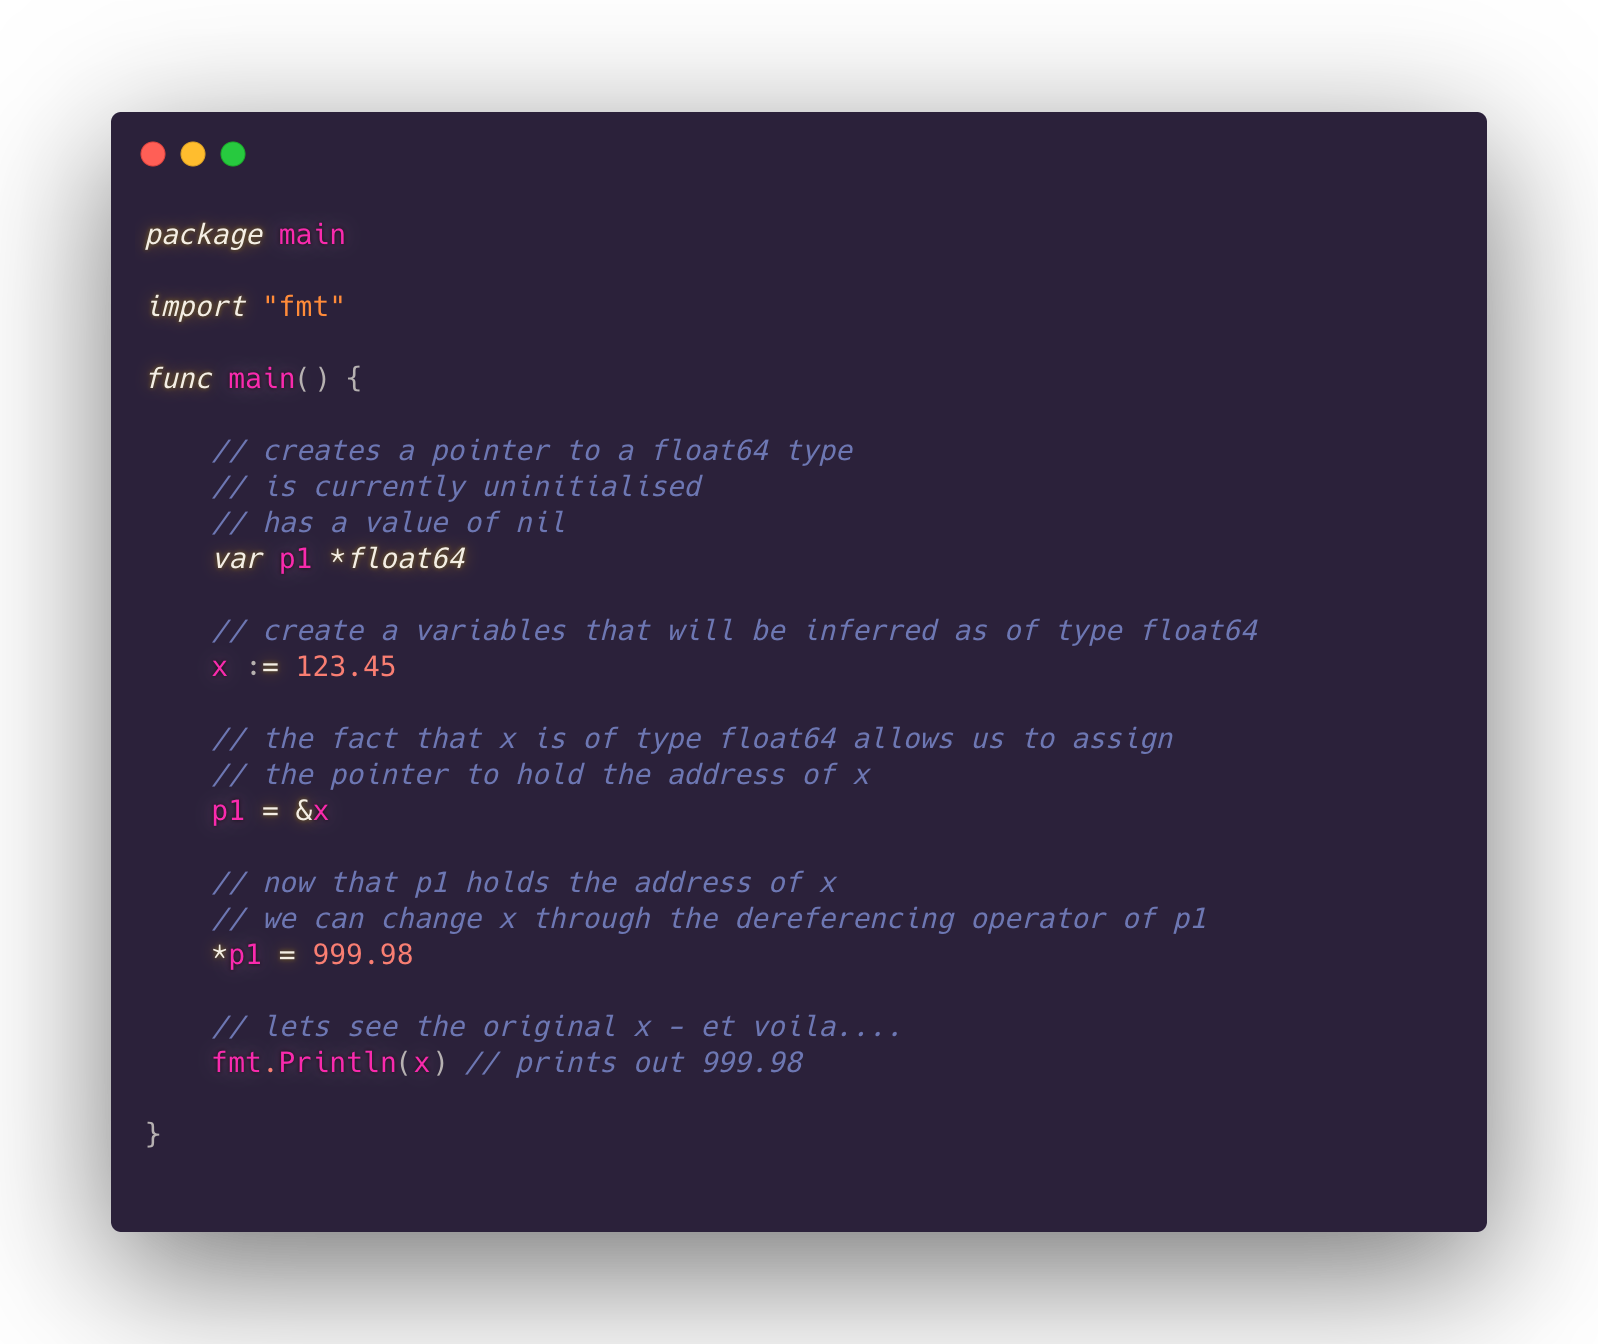 package main
import "fmt"
func main() {
// creates a pointer to a float64 type
// is currently uninitialised
// has a value of nil
var p1 *float64
// create a variables that will be inferred as of type float64
x := 123.45
// the fact that x is of type float64 allows us to assign
// the pointer to hold the address of x
p1 = &x
// now that p1 holds the address of x
// we can change x through the dereferencing operator of p1
*p1 = 999.98
// lets see the original x – et voila....
fmt.Println(x) // prints out 999.98
}